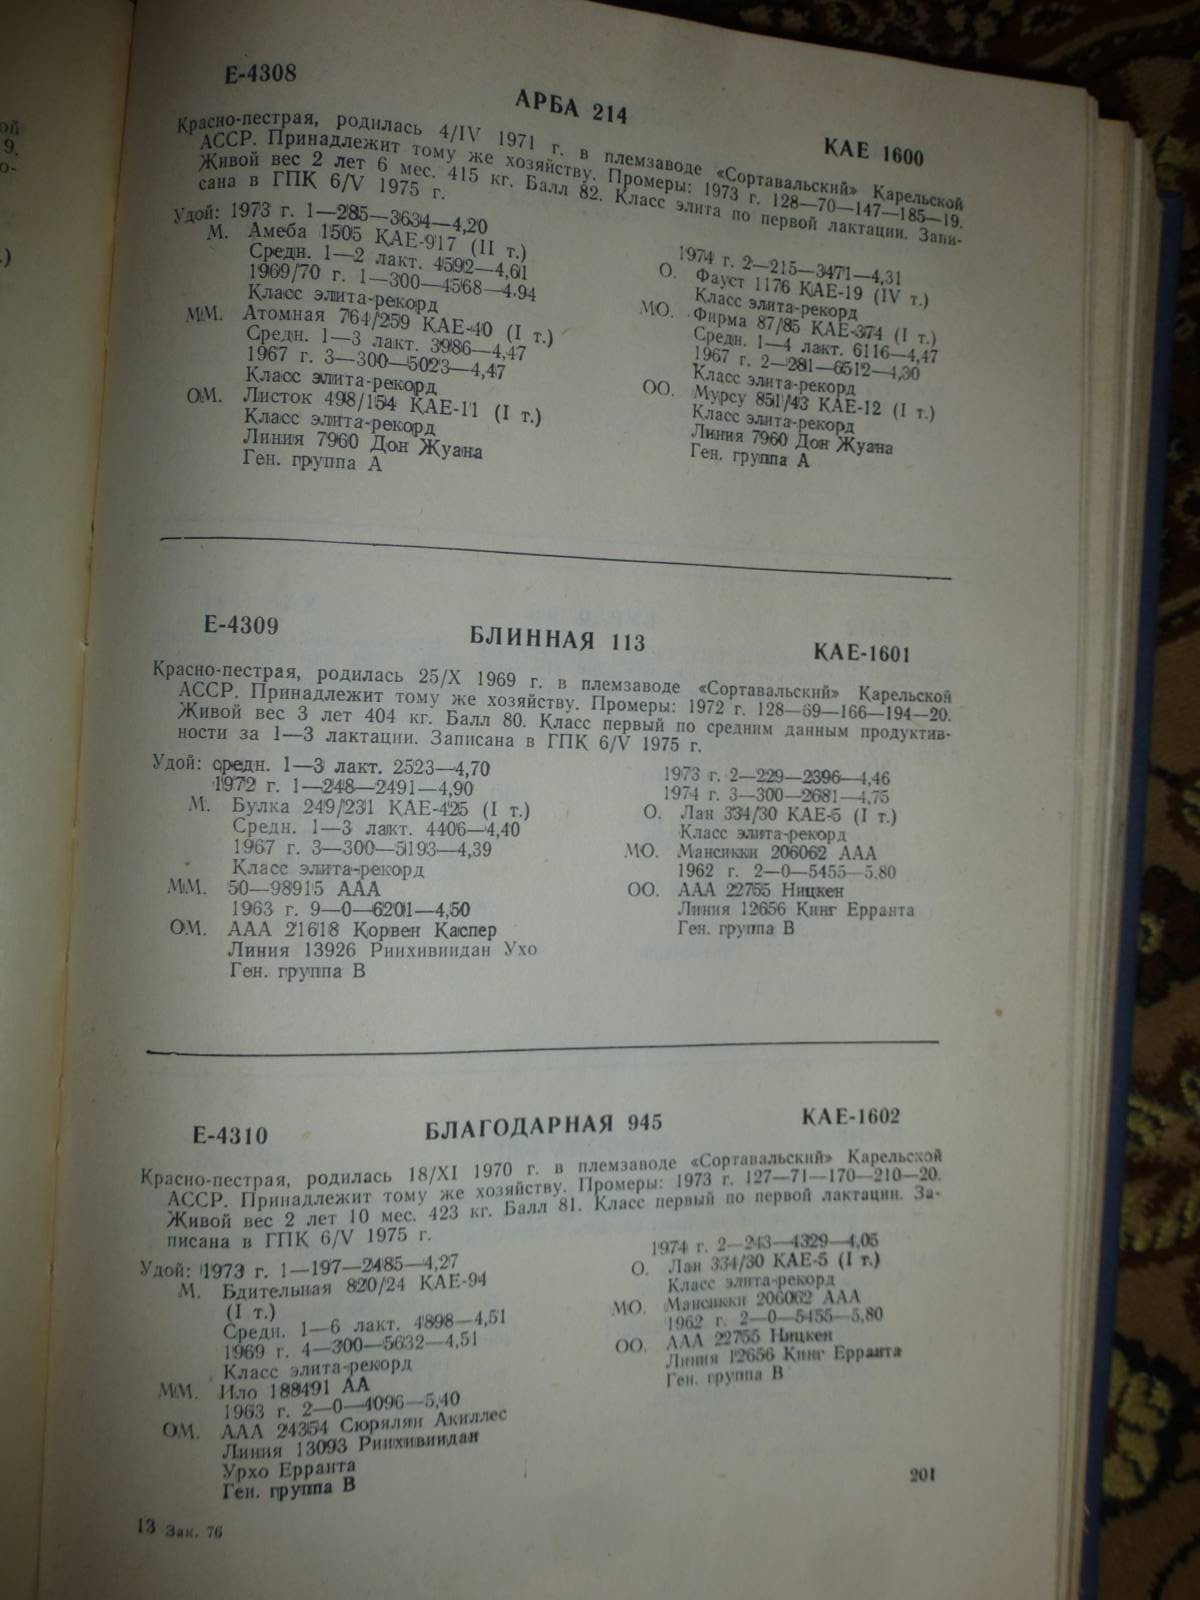 Е-4308
АРБА 214
КАЕ 1600
Красно-пестрая, родилась 4/IV 1971 г. в племзаводе «Сортавальский» Карельской
АССР. Принадлежит тому же хозяйству. Промеры: 1973 г. 128—70—147—185—19.
Живой вес 2 лет 6 мес. 415 кг. Балл 82. Класс элита по первой лактации. Запи-
сана в ГПК 6/V 1975 г.
Удой: 1973 г. 1—285—3634—4,20
М. Амеба 1505 КАЕ-917 (II т.)
Средн. 1—2 лакт. 4592—4,61
1969/70 г. 1—300—4568—4,94
Класс элита-рекорд
ММ. Атомная 764/259 КАЕ-40 (I т.)
Средн. 1—3 лакт. 3986—4,47
1967 г. 3—300—5023—4,47
Класс элита-рекорд
ОМ. Листок 498/154 КАЕ-11 (I т.)
Класс элита-рекорд
Линия 7960 Дон Жуана
Ген. группа А
1974 г. 2—215—3471—4,31
О. Фауст 1176 КАЕ-19 (IV т.)
Класс элита-рекорд
МО. Фирма 87/85 КАЕ-374 (I т.)
Средн. 1—4 лакт. 6116—4,47
1967 г. 2—281—6512—4,30
Класс элита-рекорд
ОО. Мурсу 851/43 КАЕ-12 (I т.)
Класс элита-рекорд
Линия 7960 Дон Жуана
Ген. группа А
Е-4309
БЛИННАЯ 113
КАЕ-1601
Красно-пестрая, родилась 25/X 1969 г. в племзаводе «Сортавальский» Карельской
АССР. Принадлежит тому же хозяйству. Промеры: 1972 г. 128—69—166—194—20.
Живой вес 3 лет 404 кг. Балл 80. Класс первый по средним данным продуктив-
ности за 1—3 лактации. Записана в ГПК 6/V 1975 г.
Удой: средн. 1—3 лакт. 2523—4,70
1972 г. 1—248—2491—4,90
М. Булка 249/231 КАЕ-425 (I т.)
Средн. 1—3 лакт. 4406—4,40
1967 г. 3—300—5193—4,39
Класс элита-рекорд
ММ. 50—98915 ААА
1963 г. 9—0—6201—4,50
ОМ. ААА 21618 Корвен Каспер
Линия 13926 Риихивиидан Ухо
Ген. группа В
1973 г. 2—229—2396—4,46
1974 г. 3—300—2681—4,75
О. Лан 334/30 КАЕ-5 (I т.)
Класс элита-рекорд
МО. Мансикки 206062 ААА
1962 г. 2—0—5455—5,80
ОО. ААА 22755 Ницкен
Линия 12656 Кинг Ерранта
Ген. группа В
Е-4310
БЛАГОДАРНАЯ 945
КАЕ-1602
Красно-пестрая, родилась 18/XI 1970 г. в племзаводе «Сортавальский» Карельской
АССР. Принадлежит тому же хозяйству. Промеры: 1973 г. 127—71—170—210—20.
Живой вес 2 лет 10 мес. 423 кг. Балл 81. Класс первый по первой лактации. За-
писана в ГПК 6/V 1975 г.
Удой: 1973 г. 1—197—2485—4,27
М. Бдительная 820/24 КАЕ-94
(I т.)
Средн. 1—6 лакт. 4898—4,51
1969 г. 4—300—5632—4,51
Класс элита-рекорд
ММ. Ило 188491 АА
1963 г. 2—0—4096—5,40
ОМ. ААА 24354 Сюрялян Акиллес
Линия 13093 Риихивиидан
Урхо Ерранта
Ген. группа В
1974 г. 2—243—4329—4,05
О. Лан 334/30 КАЕ-5 (I т.)
Класс элита-рекорд
МО. Мансикки 206062 ААА
1962 г. 2—0—5455—5,80
ОО. ААА 22755 Ницкен
Линия 12656 Кинг Ерранта
Ген. группа В
201
13 Зак. 76